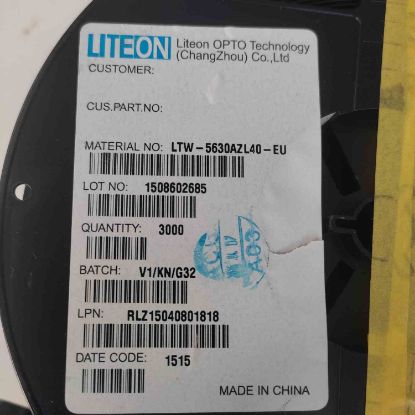 LITEON Liteon OPTO Technology
(ChangZhou) Co.,Ltd
CUSTOMER:
CUS.PART.NO:
MATERIAL NO: LTW-5630AZL40-EU
LOT NO: 1508602685
QUANTITY: 3000
BATCH: V1/KN/G32
LPN: RLZ15040801818
DATE CODE: 1515
MADE IN CHINA